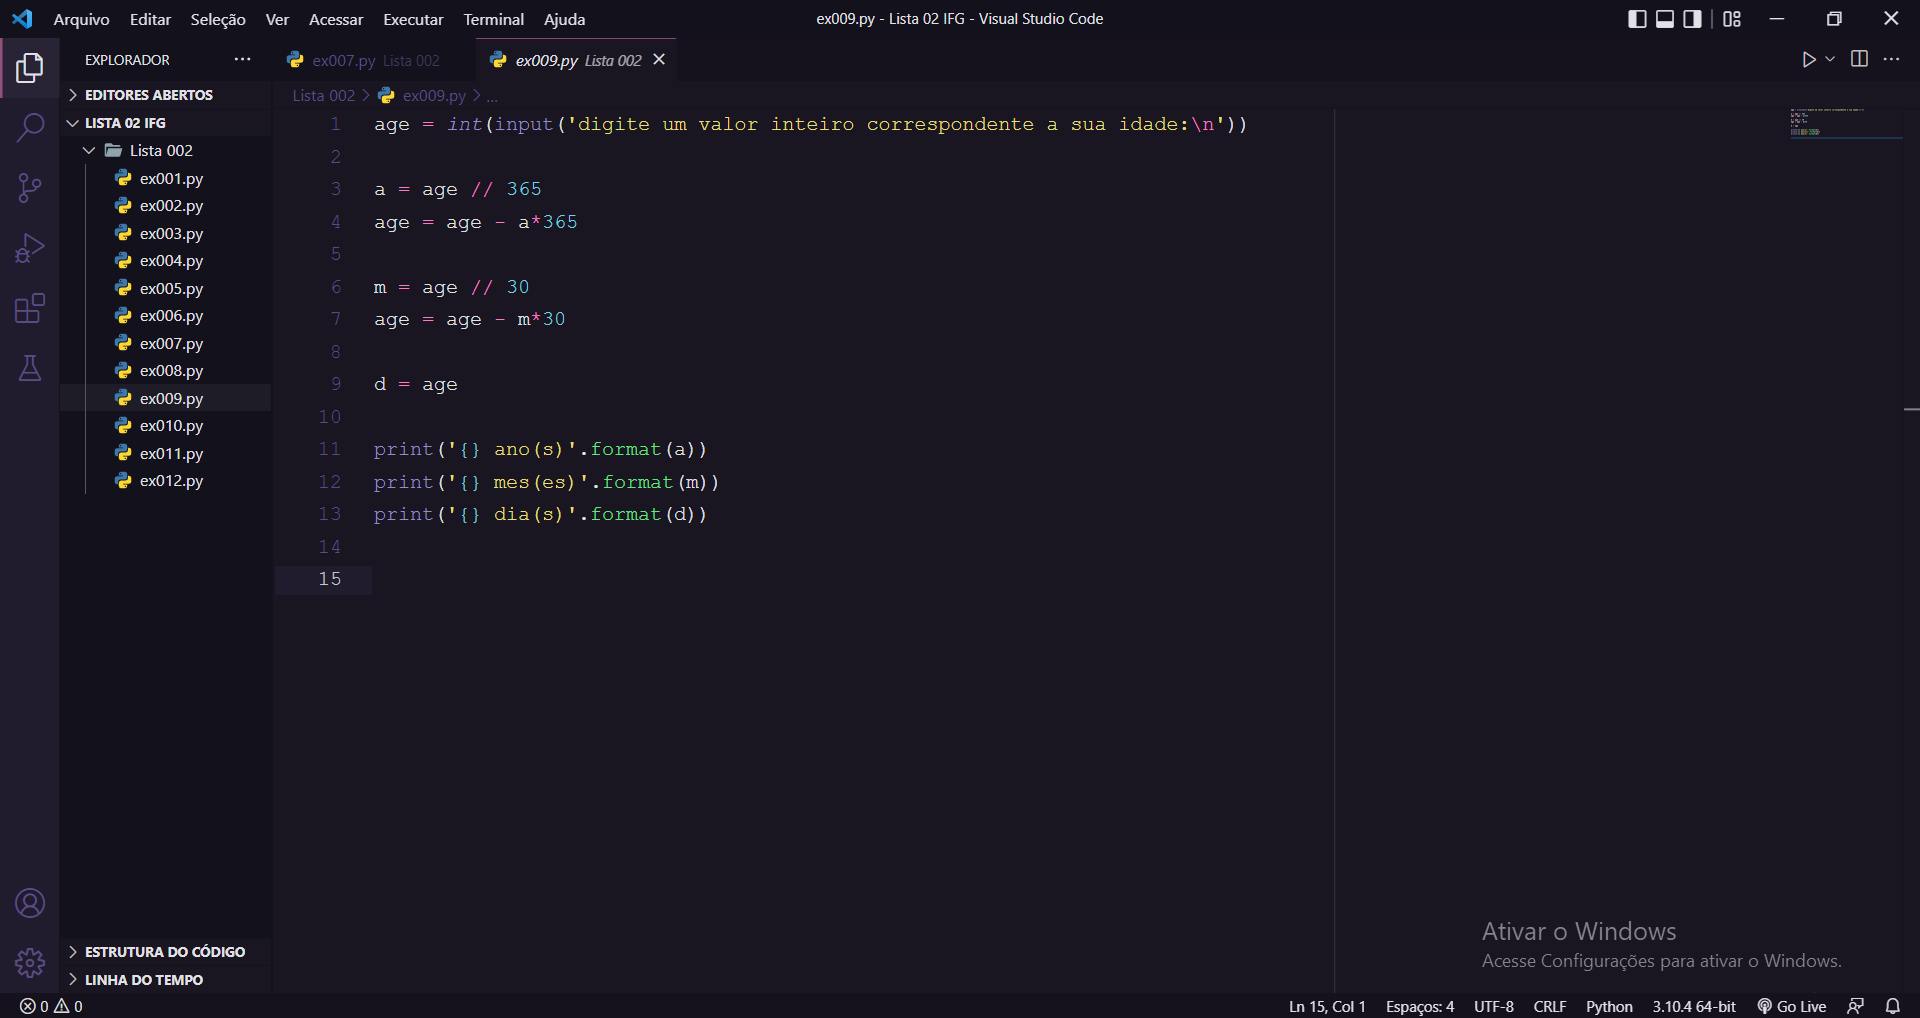 Arquivo Editar Seleção Ver Acessar Executar Terminal Ajuda
ex009.py - Lista 02 IFG - Visual Studio Code
EXPLORADOR
EDITORES ABERTOS
LISTA 02 IFG
Lista 002
ex001.py
ex002.py
ex003.py
ex004.py
ex005.py
ex006.py
ex007.py
ex008.py
ex009.py
ex010.py
ex011.py
ex012.py
ESTRUTURA DO CÓDIGO
LINHA DO TEMPO
ex007.py Lista 002
ex009.py Lista 002
Lista 002 > ex009.py > ...
1 age = int(input('digite um valor inteiro correspondente a sua idade:\n'))
2
3 a = age // 365
4 age = age - a*365
5
6 m = age // 30
7 age = age - m*30
8
9 d = age
10
11 print('{} ano(s)'.format(a))
12 print('{} mes(es)'.format(m))
13 print('{} dia(s)'.format(d))
14
15
Ativar o Windows
Acesse Configurações para ativar o Windows.
0 0
Ln 15, Col 1 Espaços: 4 UTF-8 CRLF Python 3.10.4 64-bit Go Live